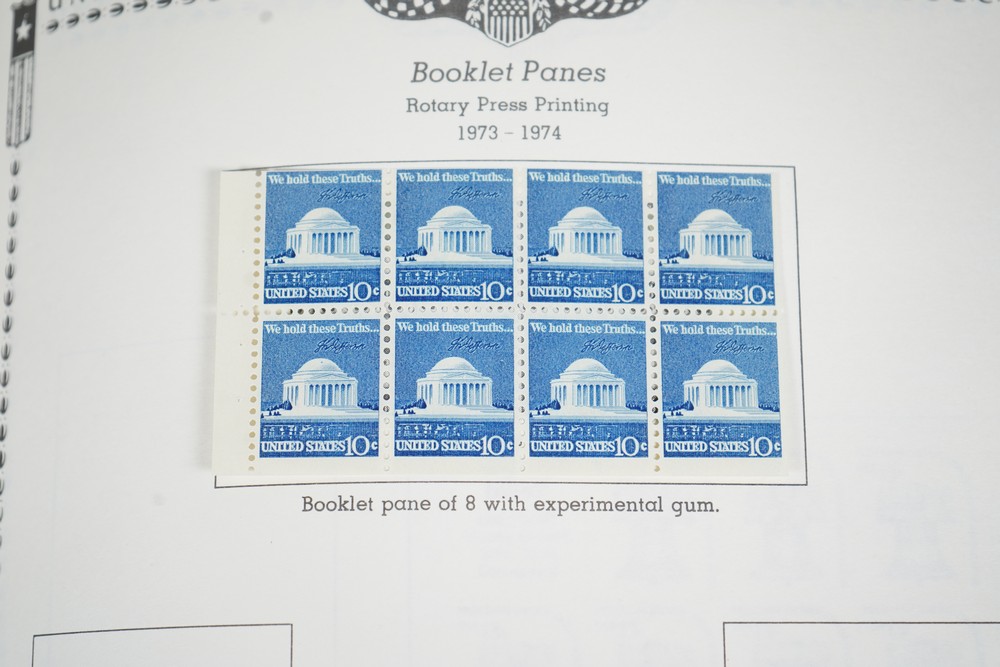 Booklet Panes
Rotary Press Printing
1973 – 1974
We hold these Truths... We hold these Truths... We hold these Truths... We hold these Truths...
UNITED STATES 10c UNITED STATES 10c UNITED STATES 10c UNITED STATES 10c
We hold these Truths... We hold these Truths... We hold these Truths... We hold these Truths...
UNITED STATES 10c UNITED STATES 10c UNITED STATES 10c UNITED STATES 10c
Booklet pane of 8 with experimental gum.